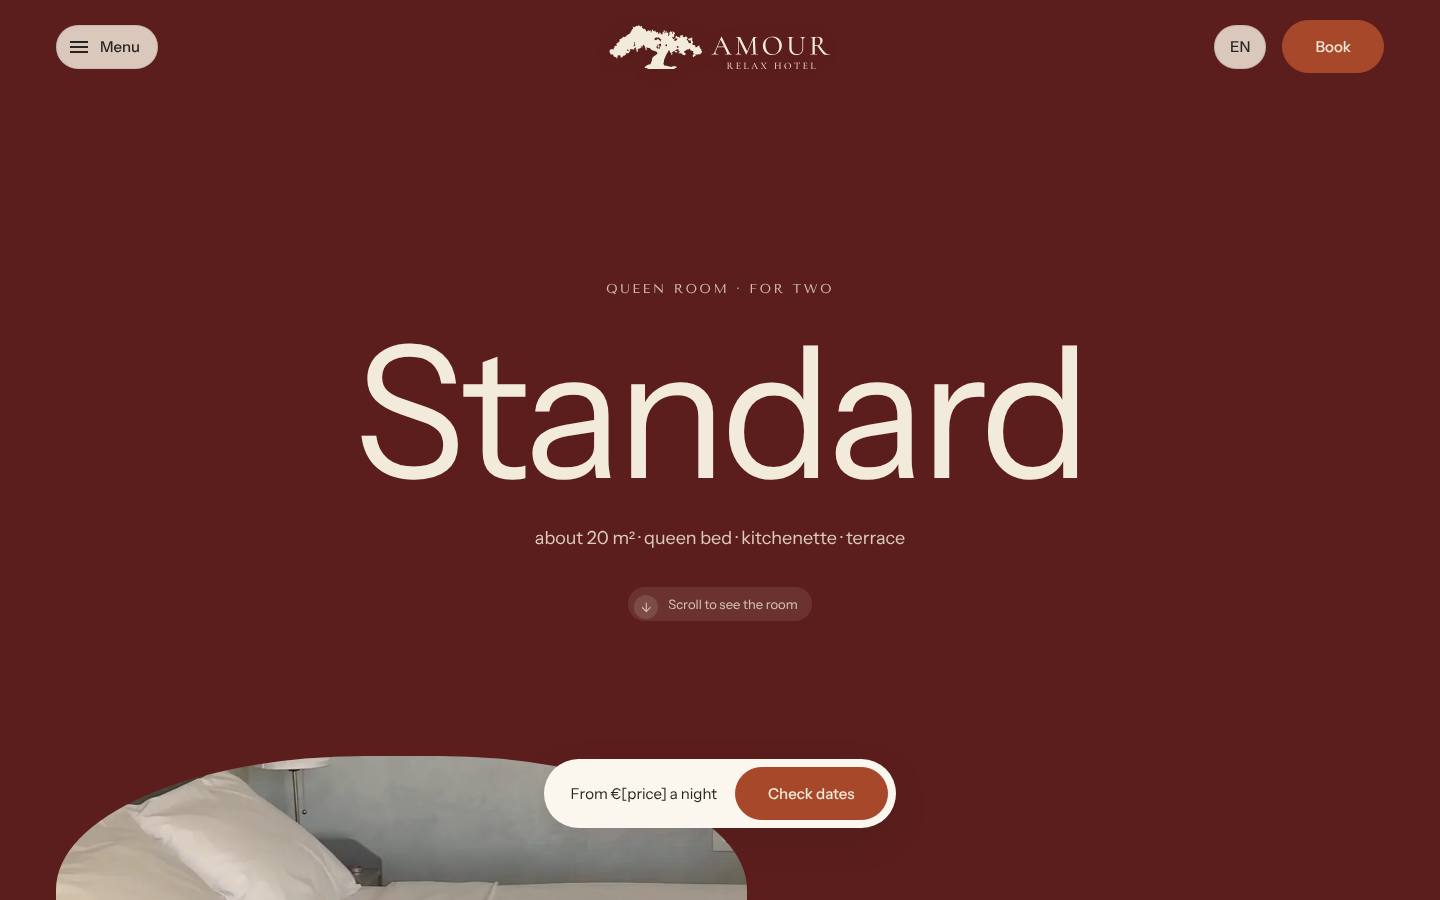 Menu
AMOUR
RELAX HOTEL
EN
Book
QUEEN ROOM · FOR TWO
Standard
about 20 m² · queen bed · kitchenette · terrace
Scroll to see the room
From €[price] a night
Check dates